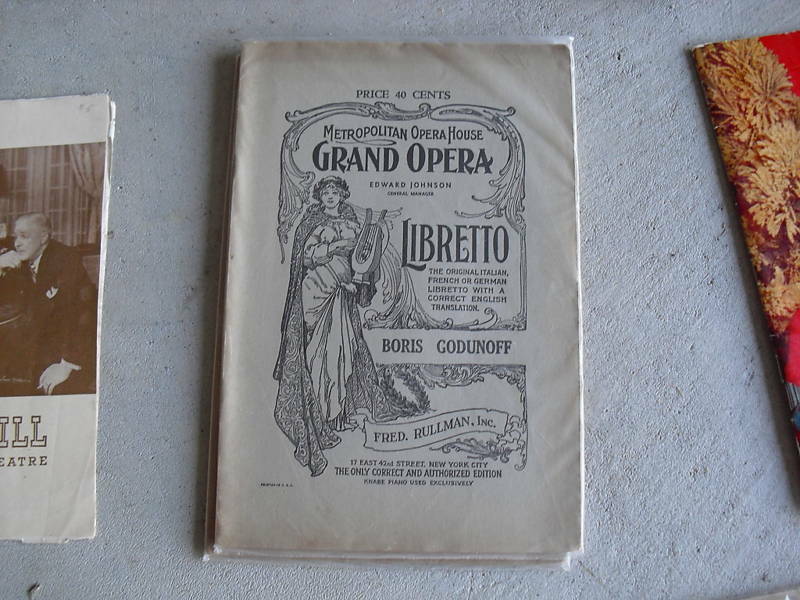 PRICE 40 CENTS
METROPOLITAN OPERA HOUSE
GRAND OPERA
EDWARD JOHNSON
GENERAL MANAGER
LIBRETTO
THE ORIGINAL ITALIAN,
FRENCH OR GERMAN
LIBRETTO WITH A
CORRECT ENGLISH
TRANSLATION.
BORIS GODUNOFF
FRED. RULLMAN, INC.
17 EAST 42nd STREET, NEW YORK CITY
THE ONLY CORRECT AND AUTHORIZED EDITION
KNABE PIANO USED EXCLUSIVELY
PRINTED IN U.S.A.
ILL
EATRE